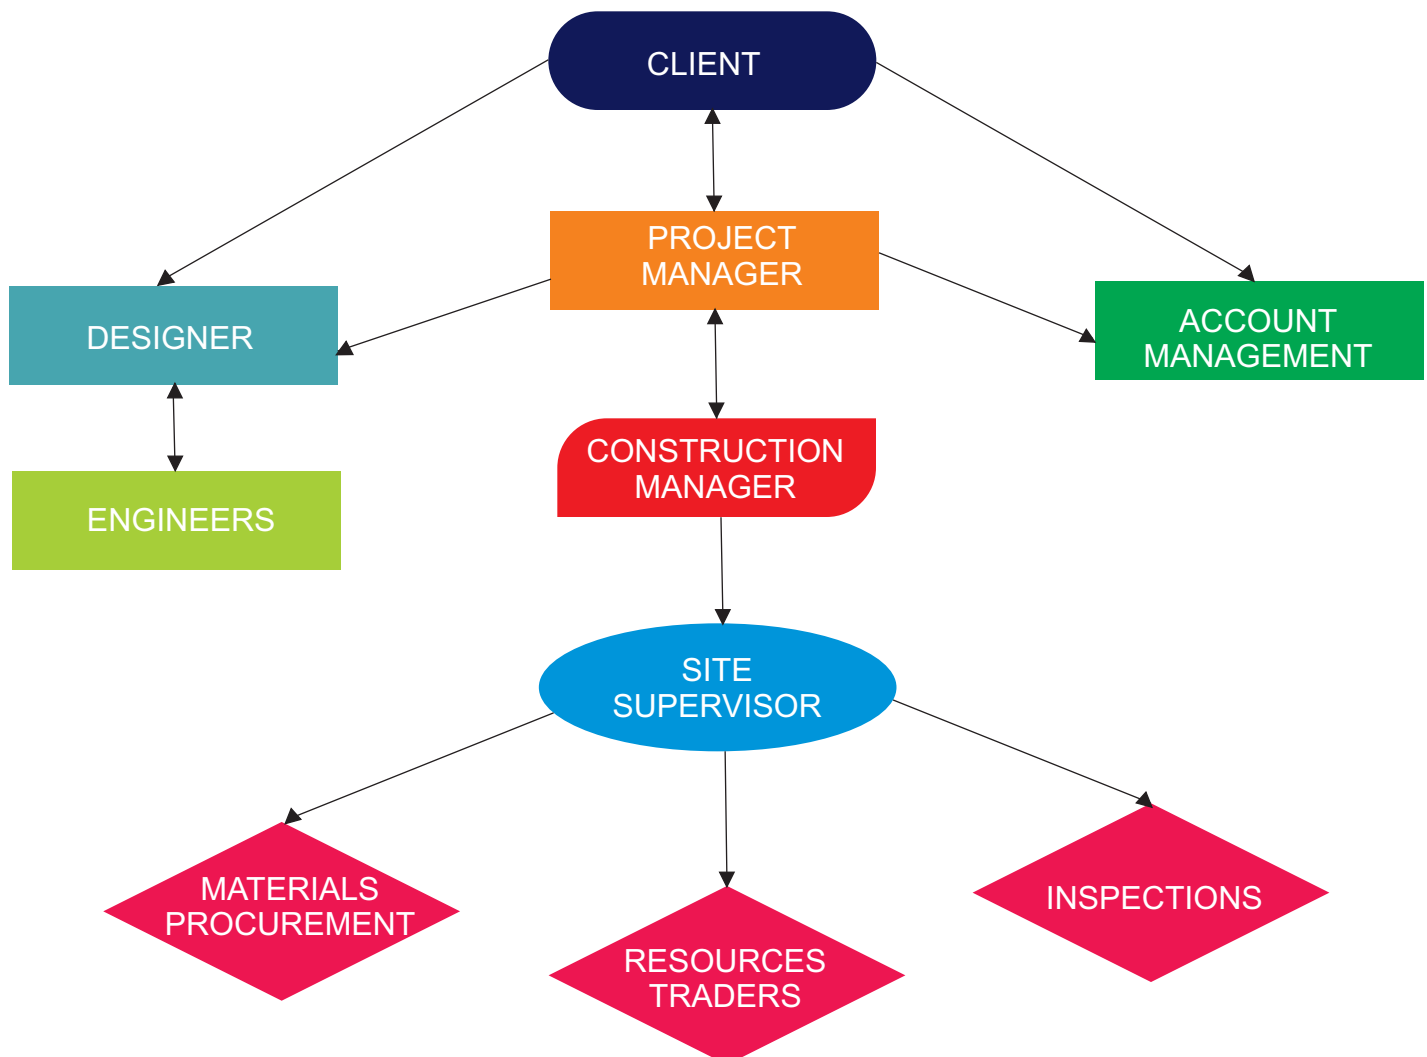 CLIENT
PROJECT
MANAGER
DESIGNER
ACCOUNT
MANAGEMENT
CONSTRUCTION
MANAGER
ENGINEERS
SITE
SUPERVISOR
MATERIALS
PROCUREMENT
INSPECTIONS
RESOURCES
TRADERS